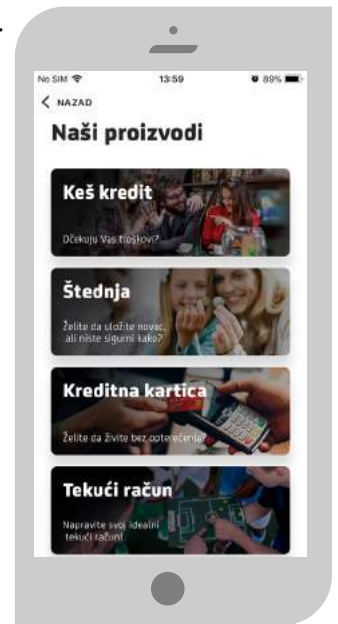 No SIM 13:59 89%
NAZAD
Naši proizvodi
Keš kredit
Očekuju Vas troškovi?
Štednja
Želite da uložite novac,
ali niste sigurni kako?
Kreditna kartica
Želite da živite bez opterećenja?
Tekući račun
Napravite svoj idealni
tekući račun!